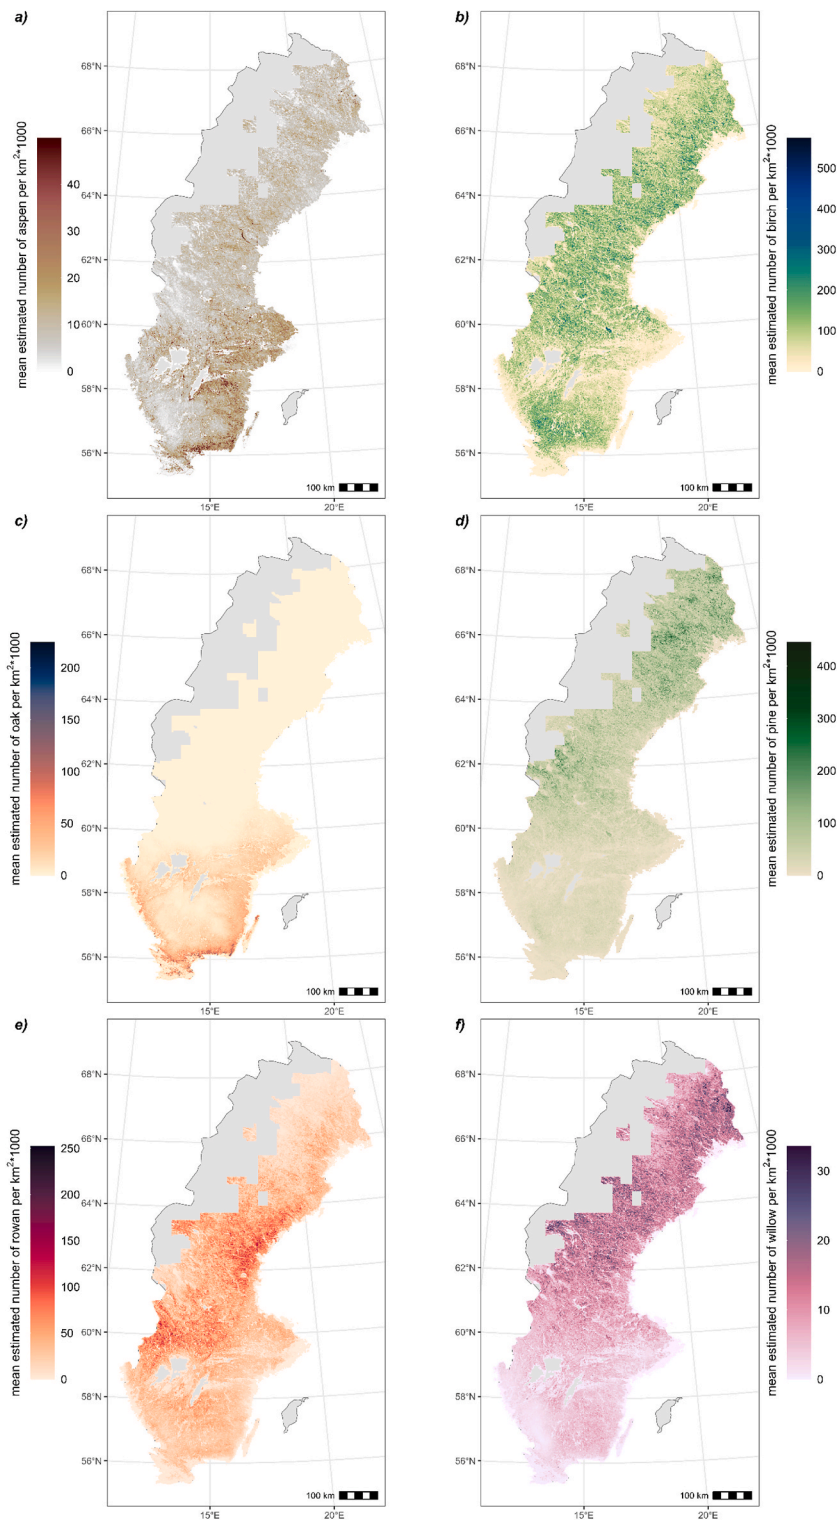 a)
mean estimated number of aspen per km²*1000
40
30
20
10
0
68°N
66°N
64°N
62°N
60°N
58°N
56°N
100 km
15°E
20°E
b)
68°N
66°N
64°N
62°N
60°N
58°N
56°N
100 km
15°E
20°E
mean estimated number of birch per km²*1000
500
400
300
200
100
0
c)
mean estimated number of oak per km²*1000
200
150
100
50
0
68°N
66°N
64°N
62°N
60°N
58°N
56°N
100 km
15°E
20°E
d)
68°N
66°N
64°N
62°N
60°N
58°N
56°N
100 km
15°E
20°E
mean estimated number of pine per km²*1000
400
300
200
100
0
e)
mean estimated number of rowan per km²*1000
250
200
150
100
50
0
68°N
66°N
64°N
62°N
60°N
58°N
56°N
100 km
15°E
20°E
f)
68°N
66°N
64°N
62°N
60°N
58°N
56°N
100 km
15°E
20°E
mean estimated number of willow per km²*1000
30
20
10
0